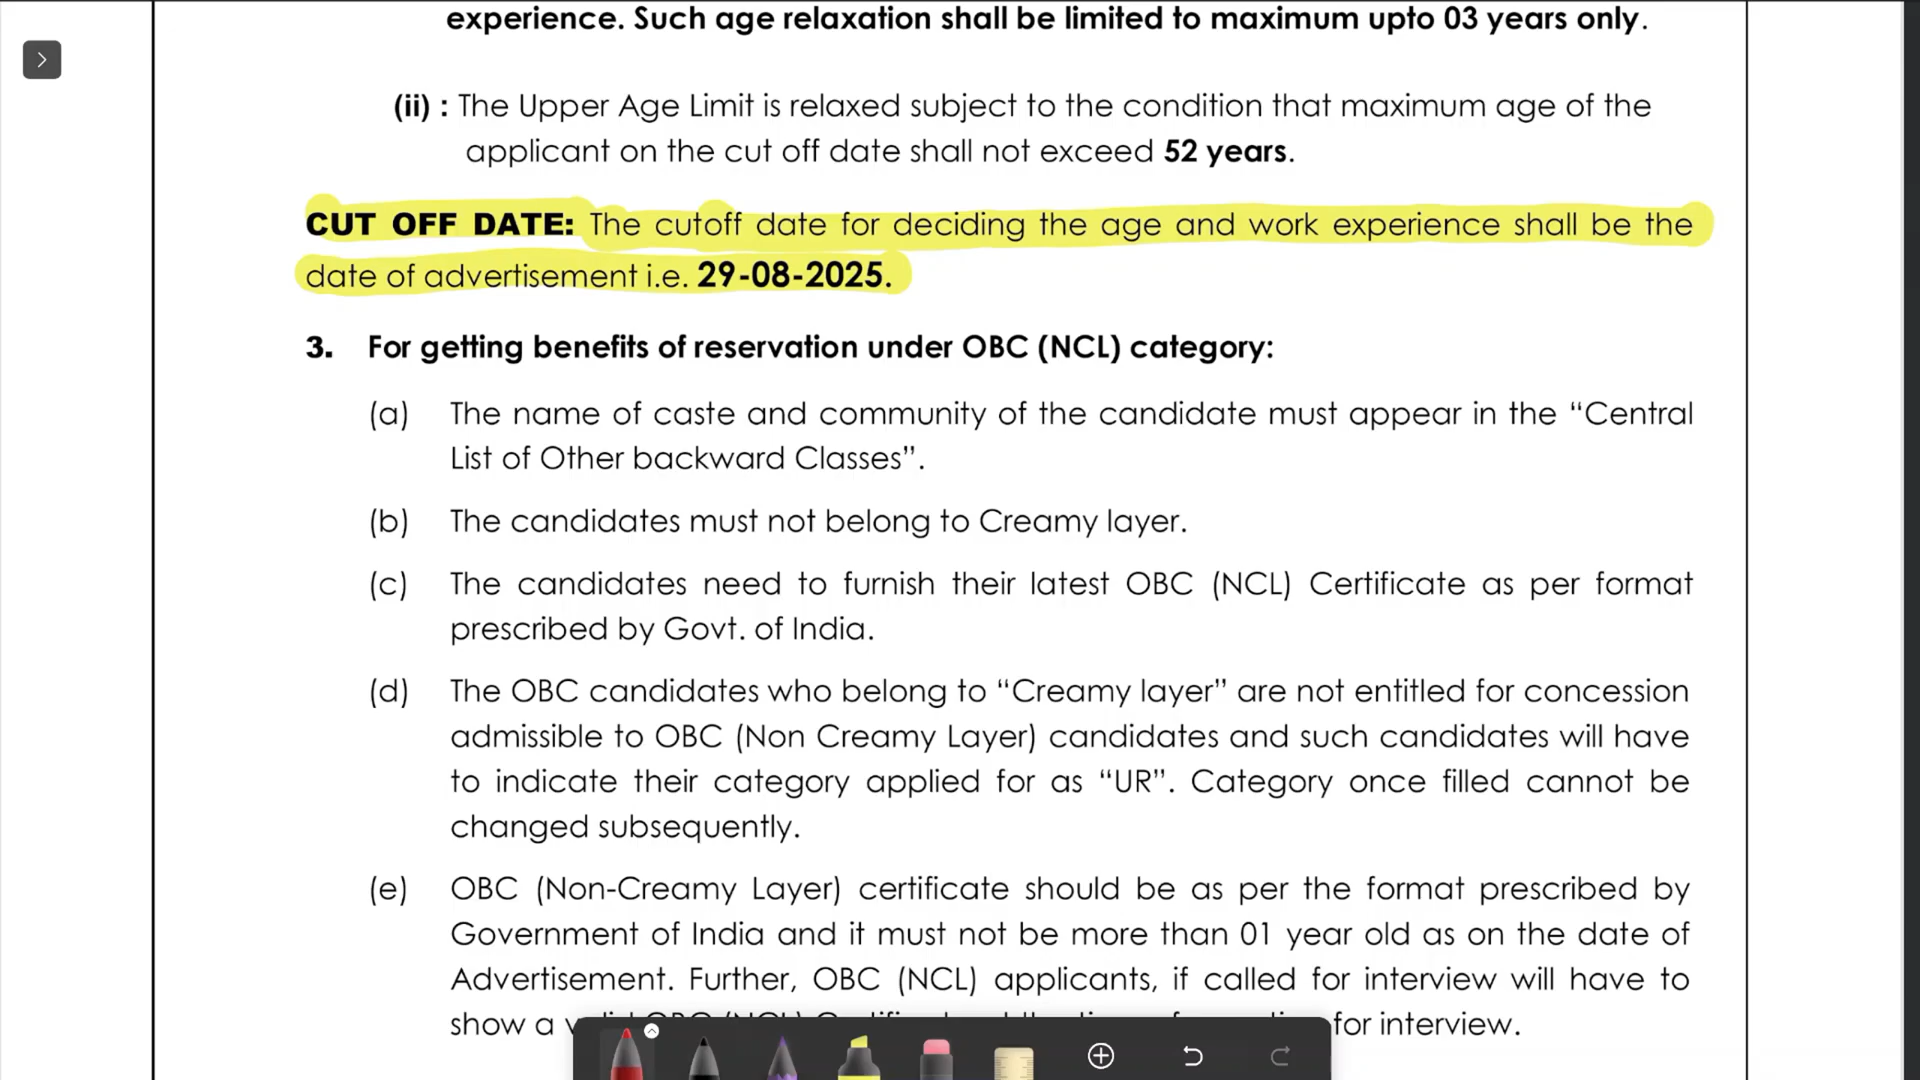 experience. Such age relaxation shall be limited to maximum upto 03 years only.
(ii) : The Upper Age Limit is relaxed subject to the condition that maximum age of the
applicant on the cut off date shall not exceed 52 years.
CUT OFF DATE: The cutoff date for deciding the age and work experience shall be the
date of advertisement i.e. 29-08-2025.
3. For getting benefits of reservation under OBC (NCL) category:
(a) The name of caste and community of the candidate must appear in the “Central
List of Other backward Classes”.
(b) The candidates must not belong to Creamy layer.
(c) The candidates need to furnish their latest OBC (NCL) Certificate as per format
prescribed by Govt. of India.
(d) The OBC candidates who belong to “Creamy layer” are not entitled for concession
admissible to OBC (Non Creamy Layer) candidates and such candidates will have
to indicate their category applied for as “UR”. Category once filled cannot be
changed subsequently.
(e) OBC (Non-Creamy Layer) certificate should be as per the format prescribed by
Government of India and it must not be more than 01 year old as on the date of
Advertisement. Further, OBC (NCL) applicants, if called for interview will have to
show a for interview.